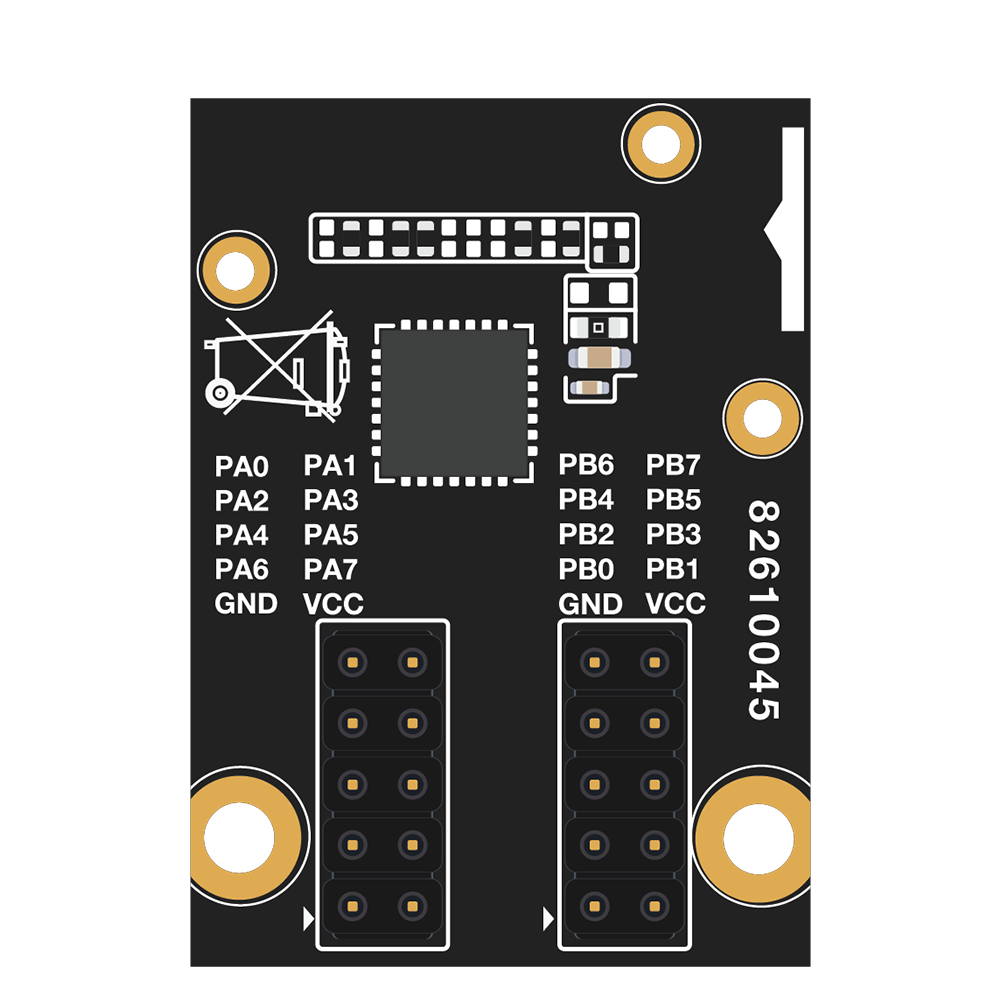 PA0 PA1
PA2 PA3
PA4 PA5
PA6 PA7
GND VCC
PB6 PB7
PB4 PB5
PB2 PB3
PB0 PB1
GND VCC
82610045